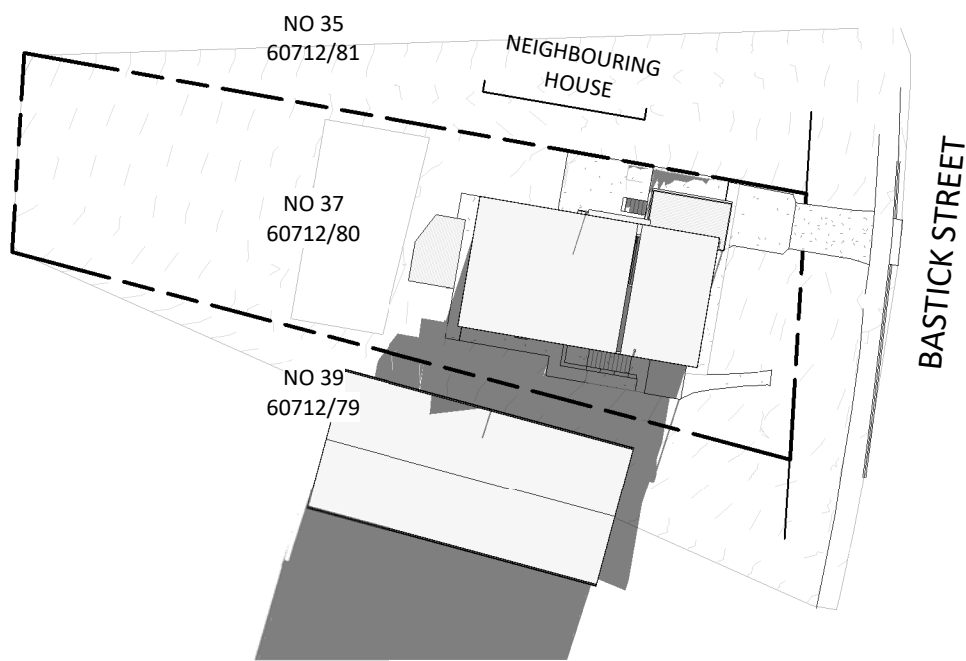 NO 35
60712/81
NEIGHBOURING
HOUSE
NO 37
60712/80
BASTICK STREET
NO 39
60712/79